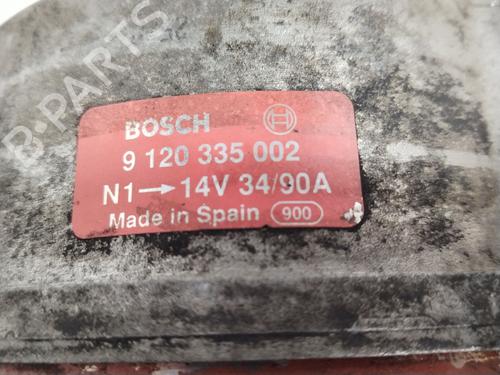 BOSCH
9 120 335 002
N1→14V 34/90A
Made in Spain 900
B-PARTS